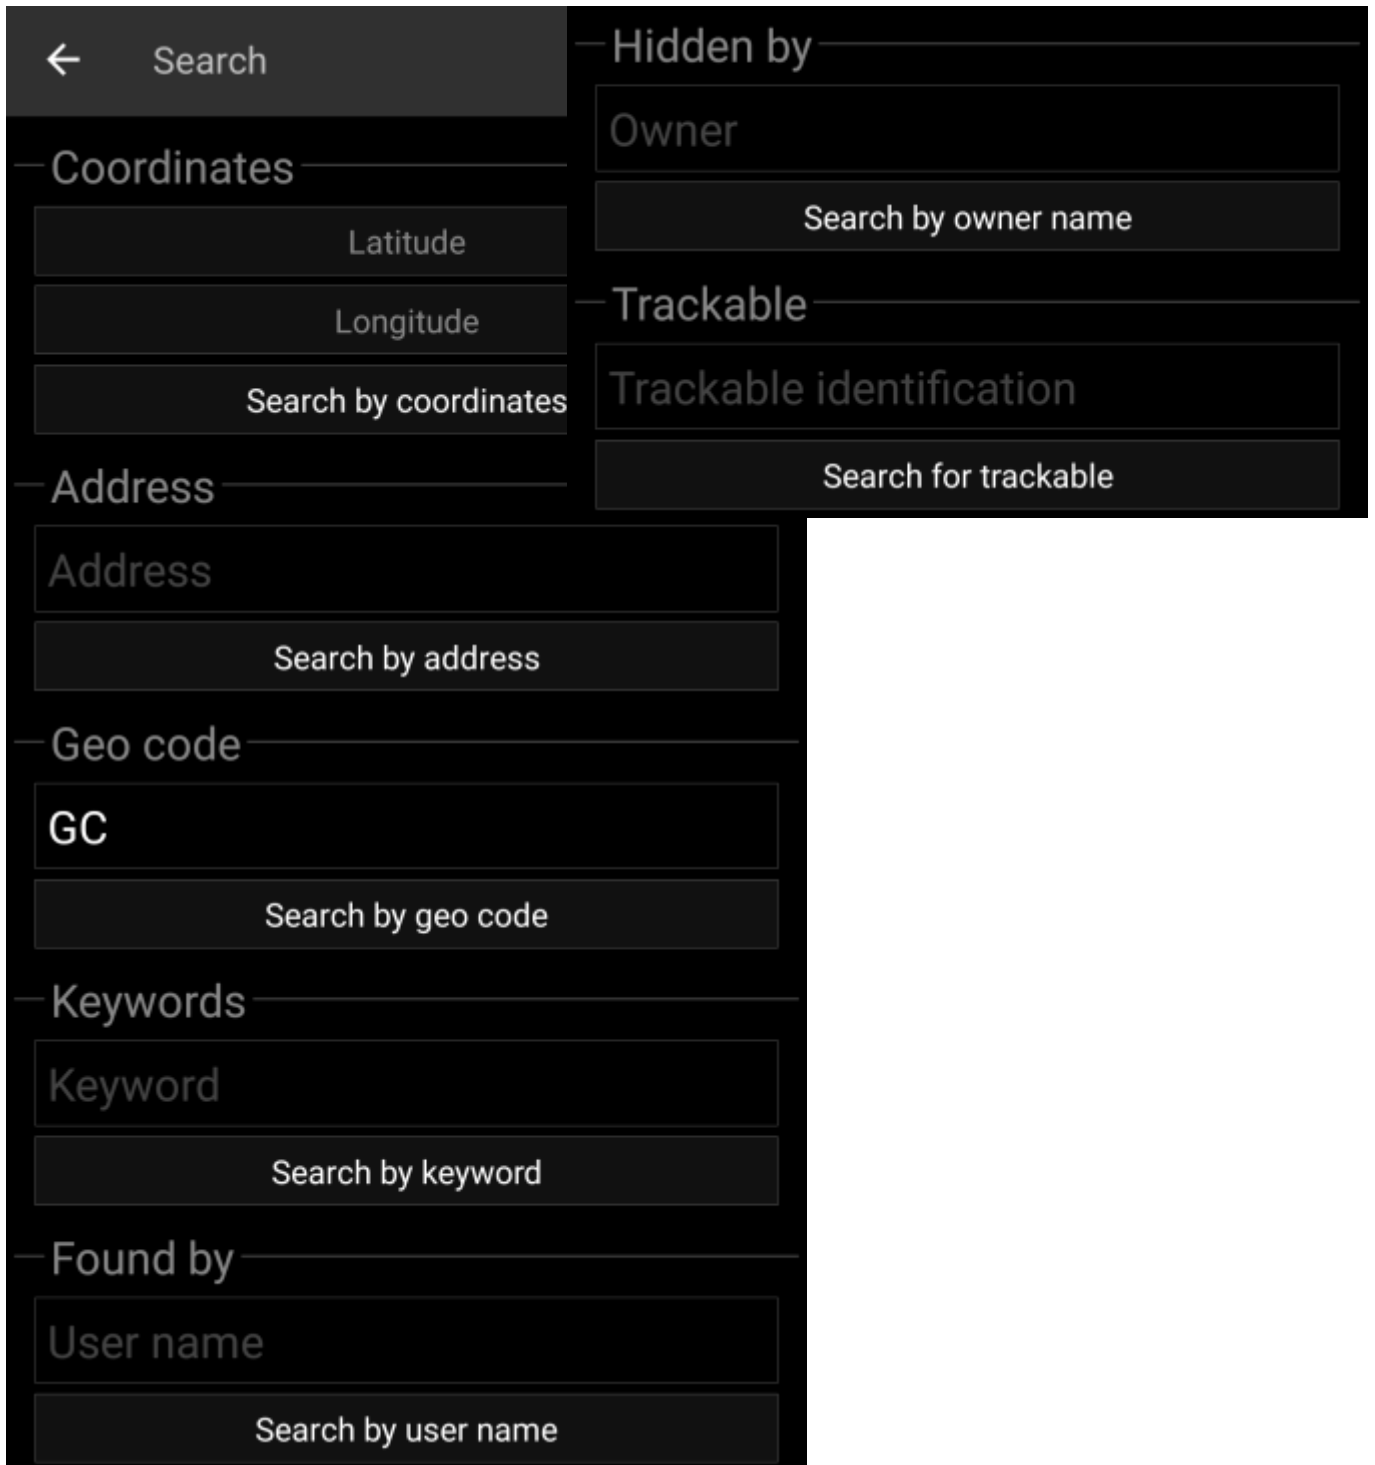 Search
Coordinates
Latitude
Longitude
Search by coordinates
Address
Address
Search by address
Geo code
GC
Search by geo code
Keywords
Keyword
Search by keyword
Found by
User name
Search by user name
Hidden by
Owner
Search by owner name
Trackable
Trackable identification
Search for trackable